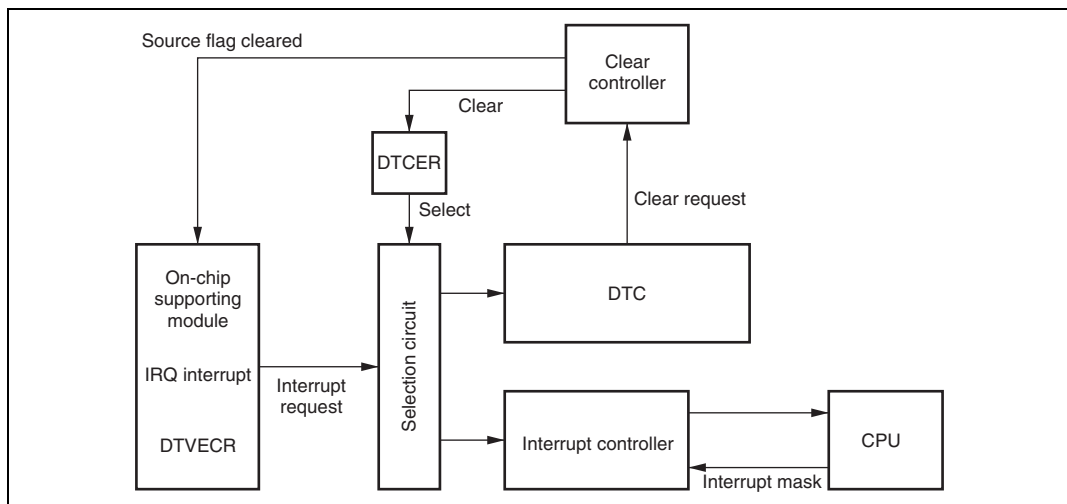 Source flag cleared
Clear
controller
Clear
DTCER
Select
Clear request
On-chip
supporting
module
IRQ interrupt
DTVECR
Interrupt
request
Selection circuit
DTC
Interrupt controller
CPU
Interrupt mask